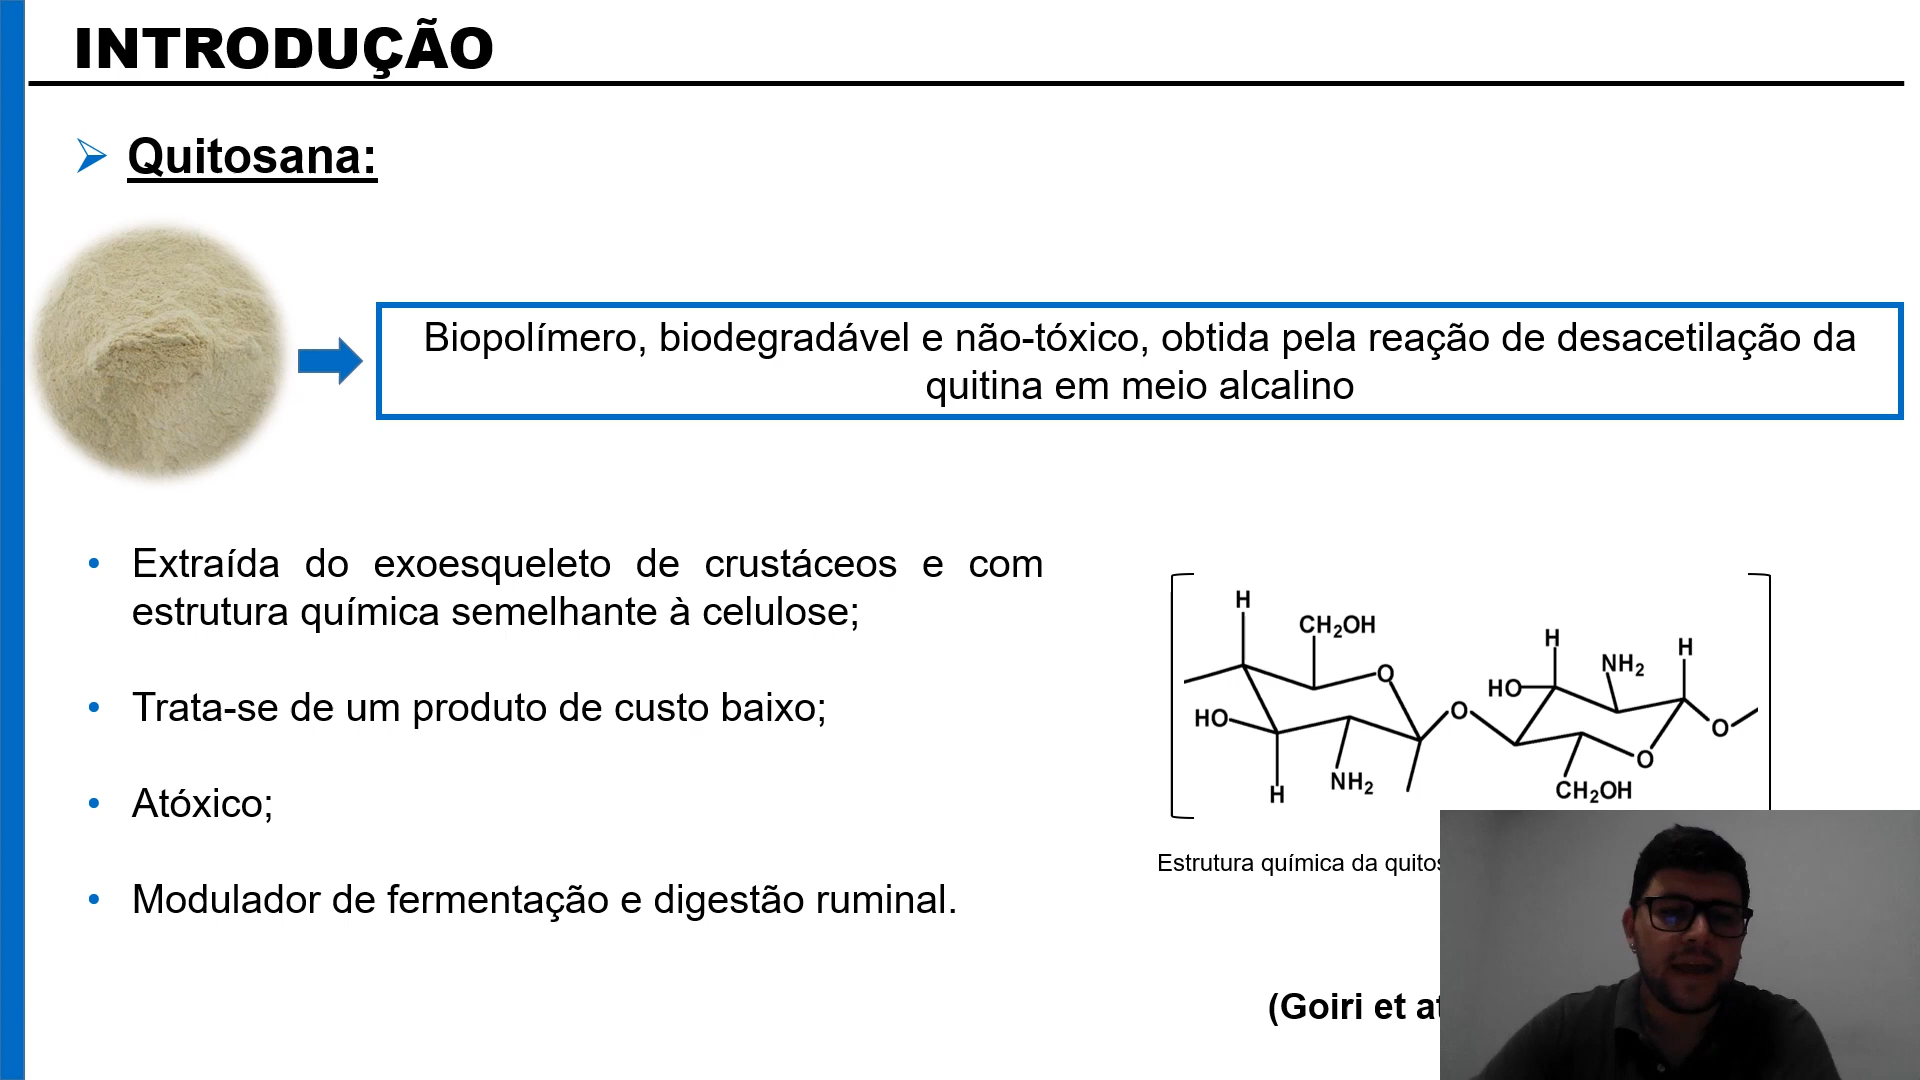 INTRODUÇÃO
Quitosana:
Biopolímero, biodegradável e não-tóxico, obtida pela reação de desacetilação da
quitina em meio alcalino
• Extraída do exoesqueleto de crustáceos e com
estrutura química semelhante à celulose;
• Trata-se de um produto de custo baixo;
• Atóxico;
• Modulador de fermentação e digestão ruminal.
H
CH₂OH
O
HO
H
NH₂
O
H
HO
NH₂
H
O
O
CH₂OH
Estrutura química da
(Goiri et